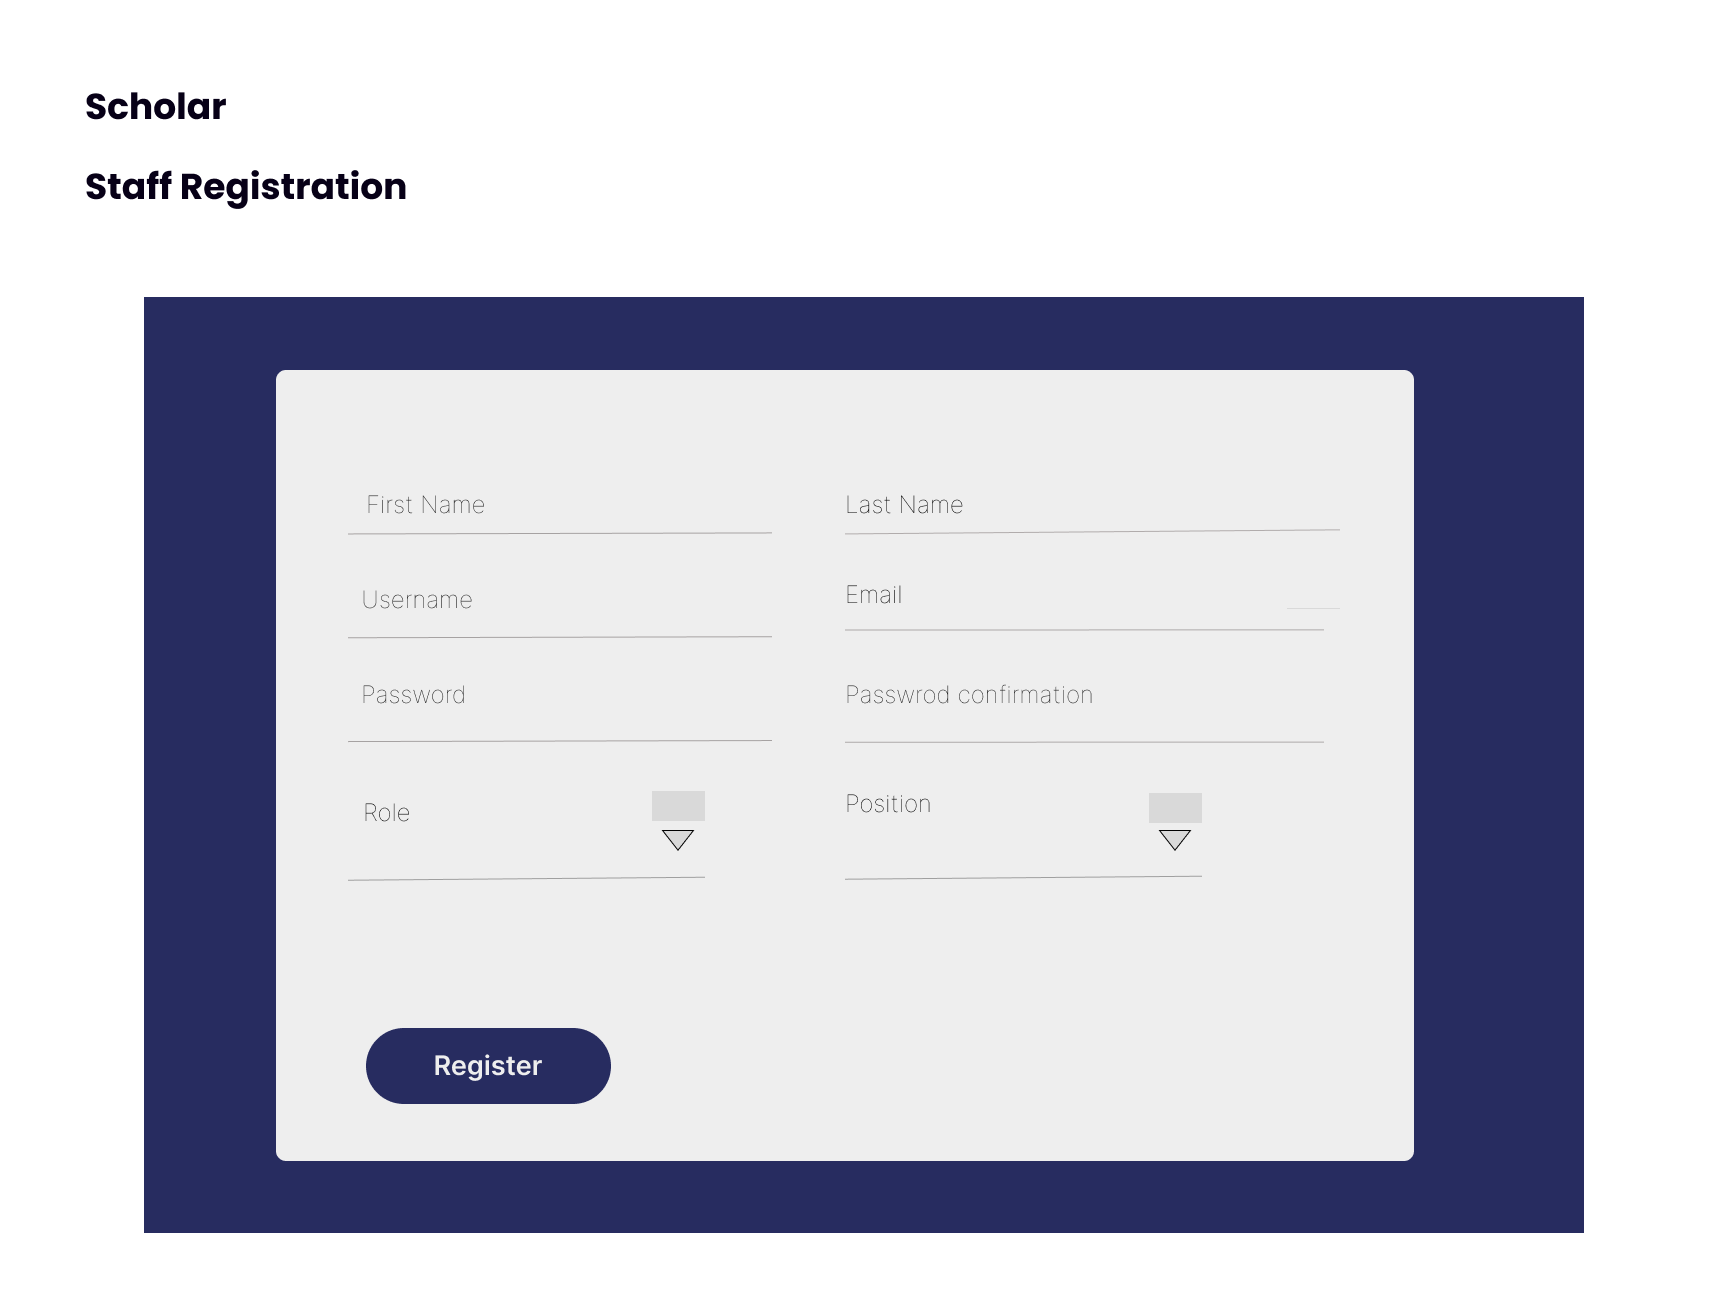 Scholar
Staff Registration
First Name
Last Name
Username
Email
Password
Passwrod confirmation
Role
Position
Register